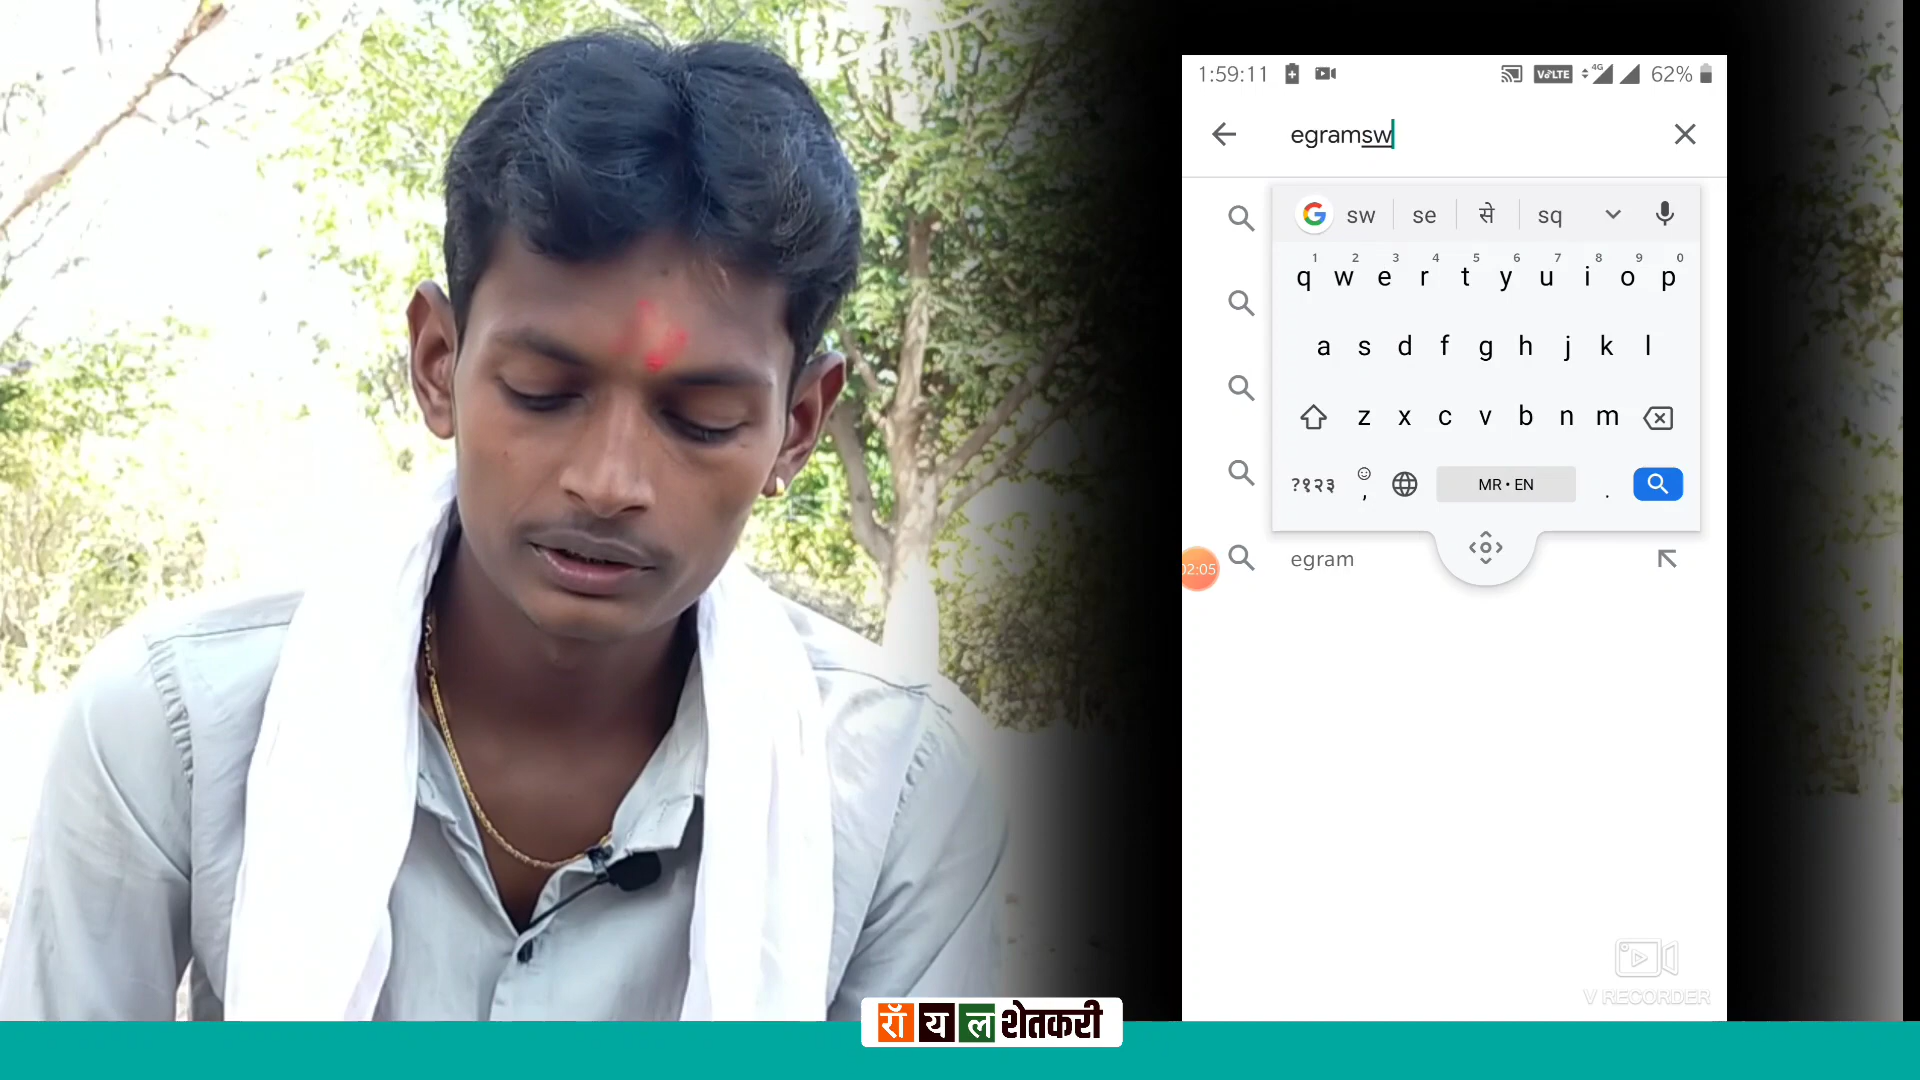 1:59:11 VoLTE 4G 62%
egramsw
sw se से sq
1 2 3 4 5 6 7 8 9 0
q w e r t y u i o p
a s d f g h j k l
z x c v b n m
?१२३ , MR • EN .
egram
02:05
V RECORDER
रॉयल शेतकरी